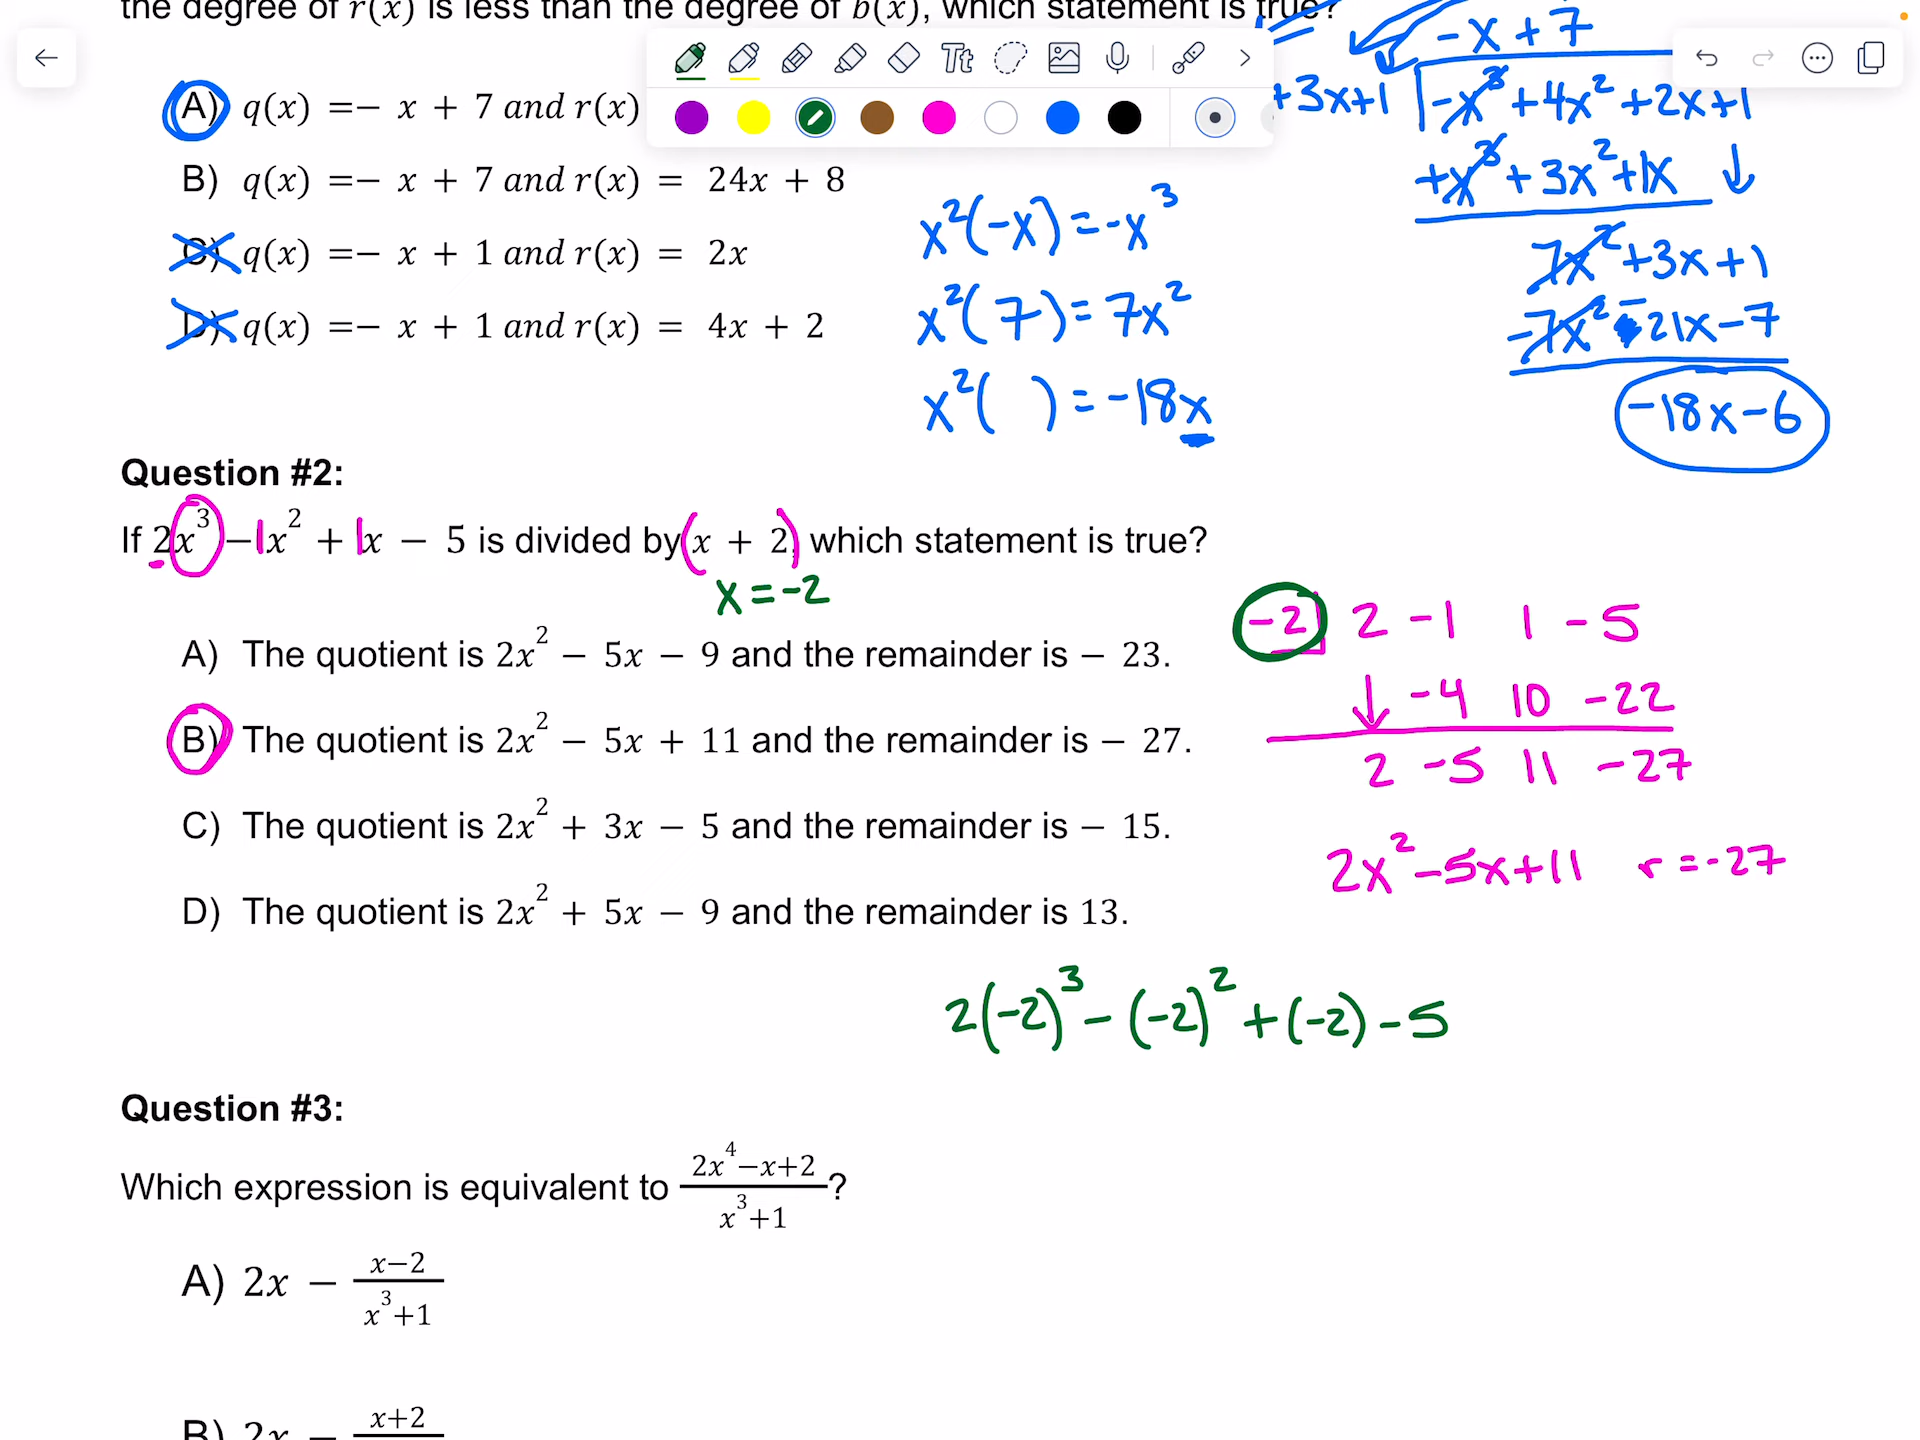 the degree of r(x) is less than the degree of b(x), which statement is true?
-x + 7
Tt
A) q(x) =− x + 7 and r(x)
+3x+1 -x³ +4x² +2x+1
B) q(x) =− x + 7 and r(x) = 24x + 8
+x³ + 3x² +1x
x²(-x) = -x³
C) q(x) =− x + 1 and r(x) = 2x
7x² +3x+1
x²( 7 ) = 7x²
D) q(x) =− x + 1 and r(x) = 4x + 2
-7x² -21x-7
x²( ) = -18x
-18x-6
Question #2:
If 2x³ −1x² + 1x − 5 is divided by (x + 2), which statement is true?
x = -2
-2 2 -1 1 -5
A) The quotient is 2x² − 5x − 9 and the remainder is − 23.
-4 10 -22
B) The quotient is 2x² − 5x + 11 and the remainder is − 27.
2 -5 11 -27
C) The quotient is 2x² + 3x − 5 and the remainder is − 15.
2x² -5x+11 r = -27
D) The quotient is 2x² + 5x − 9 and the remainder is 13.
2(-2)³ - (-2)² + (-2) - 5
Question #3:
Which expression is equivalent to (2x⁴−x+2)/(x³+1)?
A) 2x − (x−2)/(x³+1)
B) 2x − x+2